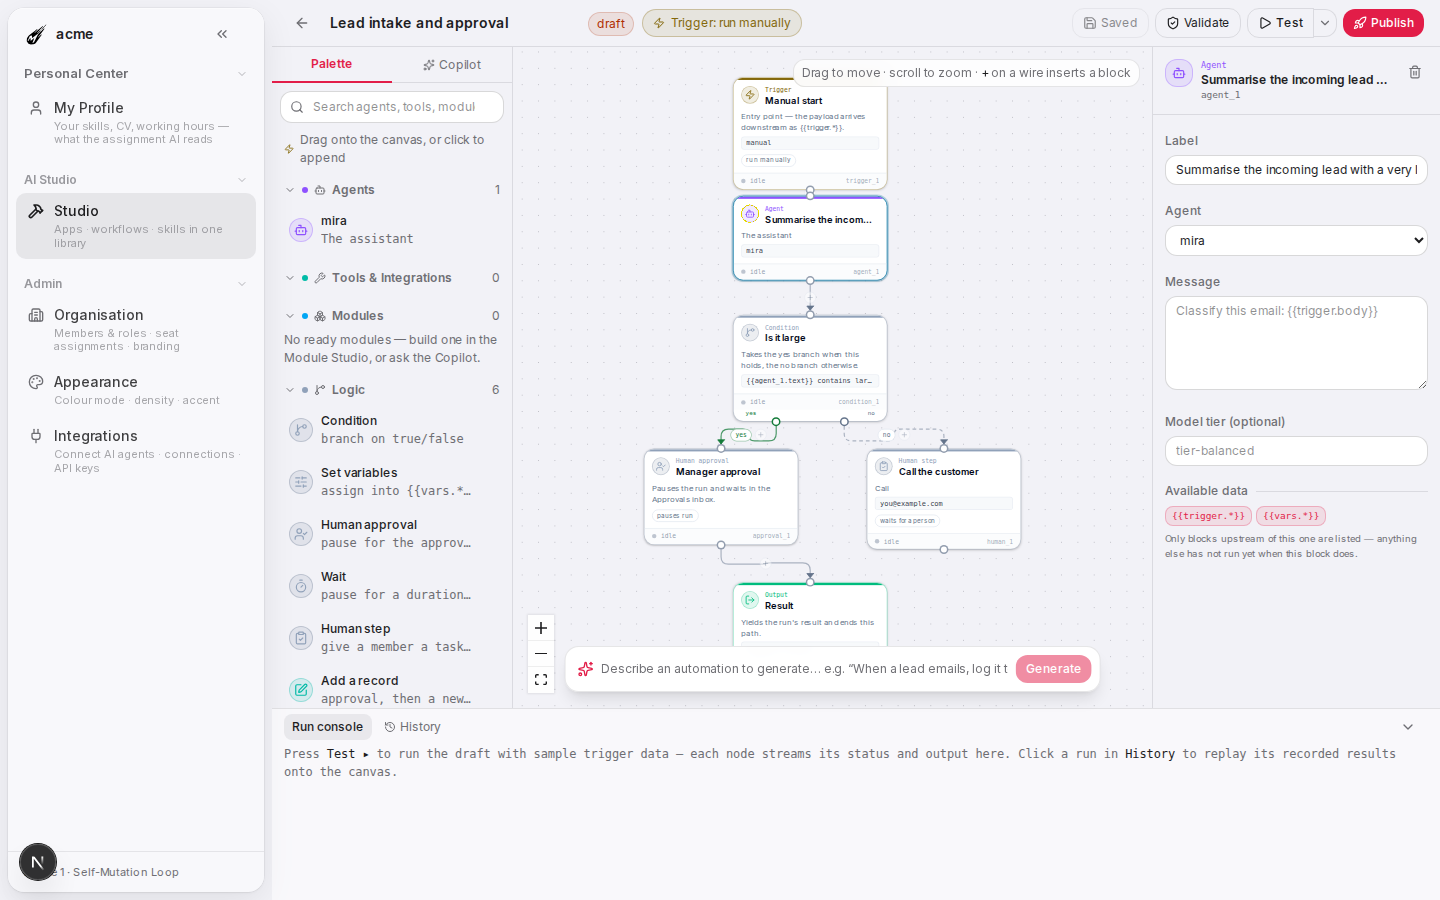 acme
Personal Center
My Profile
Your skills, CV, working hours —
what the assignment AI reads
AI Studio
Studio
Apps · workflows · skills in one
library
Admin
Organisation
Members & roles · seat
assignments · branding
Appearance
Colour mode · density · accent
Integrations
Connect AI agents · connections ·
API keys
N
1 · Self-Mutation Loop
Lead intake and approval
draft
Trigger: run manually
Saved
Validate
Test
Publish
Palette
Copilot
Search agents, tools, modul
Drag onto the canvas, or click to
append
Agents
1
mira
The assistant
Tools & Integrations
0
Modules
0
No ready modules — build one in the
Module Studio, or ask the Copilot.
Logic
6
Condition
branch on true/false
Set variables
assign into {{vars.*…
Human approval
pause for the approv…
Wait
pause for a duration…
Human step
give a member a task…
Add a record
approval, then a new…
Drag to move · scroll to zoom · + on a wire inserts a block
Trigger
Manual start
Entry point — the payload arrives
downstream as {{trigger.*}}.
manual
run manually
idle
trigger_1
Agent
Summarise the incom…
The assistant
mira
idle
agent_1
+
Condition
Is it large
Takes the yes branch when this
holds, the no branch otherwise.
{{agent_1.text}} contains lar…
idle
condition_1
yes
no
yes
+
no
+
Human approval
Manager approval
Pauses the run and waits in the
Approvals inbox.
pauses run
idle
approval_1
Human step
Call the customer
Call
you@example.com
waits for a person
idle
human_1
+
Output
Result
Yields the run's result and ends this
path.
Describe an automation to generate… e.g. “When a lead emails, log it t
Generate
Agent
Summarise the incoming lead …
agent_1
Label
Summarise the incoming lead with a very l
Agent
mira
Message
Classify this email: {{trigger.body}}
Model tier (optional)
tier-balanced
Available data
{{trigger.*}}
{{vars.*}}
Only blocks upstream of this one are listed — anything
else has not run yet when this block does.
Run console
History
Press Test ▸ to run the draft with sample trigger data — each node streams its status and output here. Click a run in History to replay its recorded results
onto the canvas.